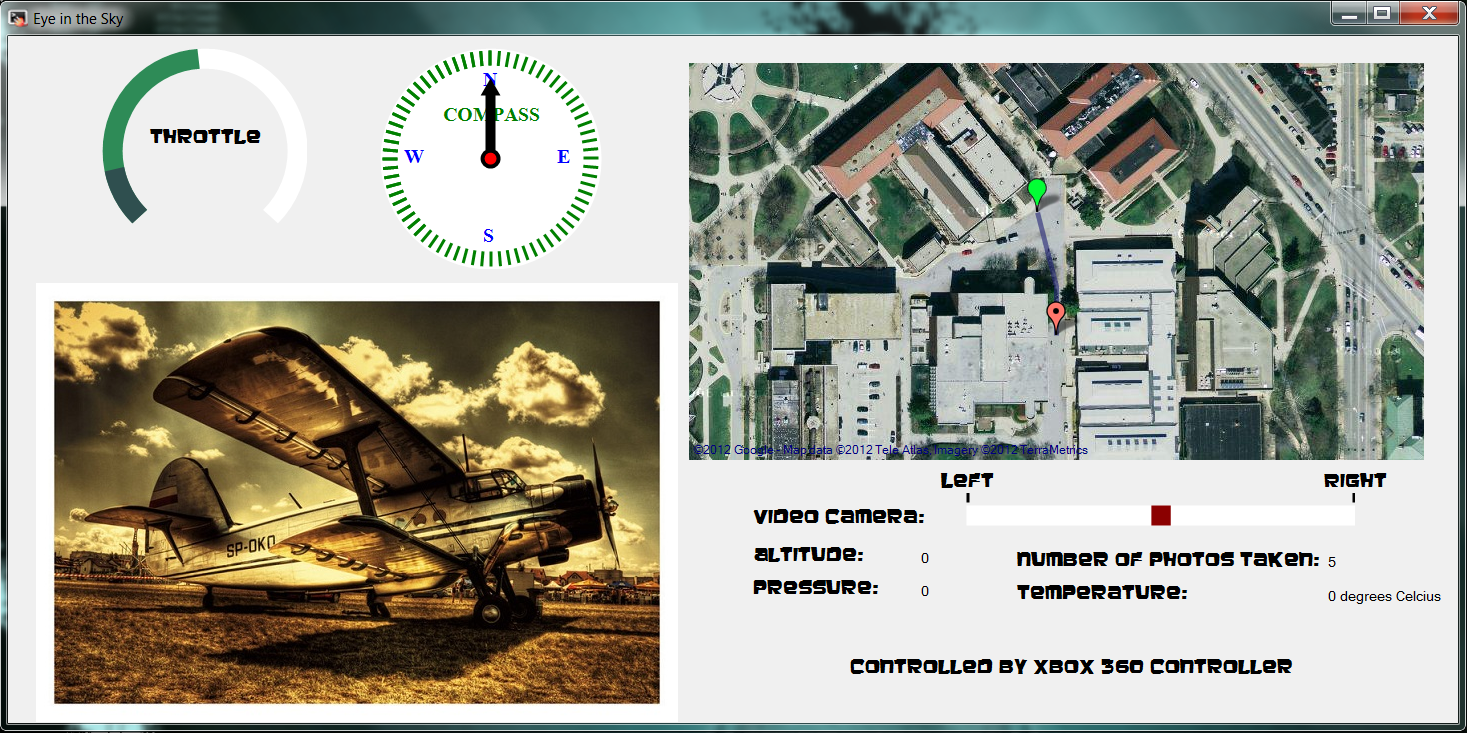 Eye in the Sky
THROTTLE
N
COMPASS
W
E
S
SP-DKO
©2012 Google - Map data ©2012 Tele Atlas, Imagery ©2012 TerraMetrics
LEFT
RIGHT
VIDEO CAMERA:
ALTITUDE:
0
NUMBER OF PHOTOS TAKEN:
5
PRESSURE:
0
TEMPERATURE:
0 degrees Celcius
CONTROLLED BY XBOX 360 CONTROLLER